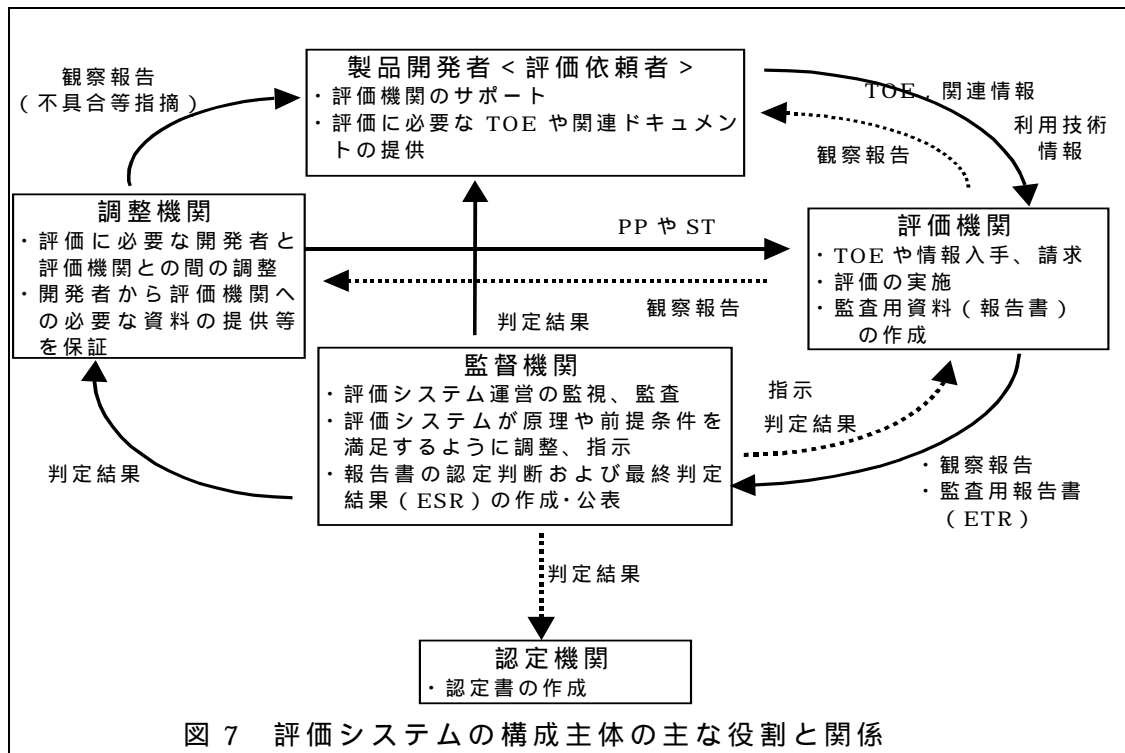 観察報告
(不具合等指摘)
製品開発者<評価依頼者>
・評価機関のサポート
・評価に必要な TOE や関連ドキュメン
トの提供
TOE,関連情報
利用技術
情報
観察報告
調整機関
・評価に必要な開発者と
評価機関との間の調整
・開発者から評価機関へ
の必要な資料の提供等
を保証
PP や ST
観察報告
判定結果
評価機関
・TOE や情報入手、請求
・評価の実施
・監査用資料(報告書)
の作成
監督機関
・評価システム運営の監視、監査
・評価システムが原理や前提条件を
満足するように調整、指示
・報告書の認定判断および最終判定
結果(ESR)の作成・公表
指示
判定結果
判定結果
・観察報告
・監査用報告書
(ETR)
判定結果
認定機関
・認定書の作成
図 7 評価システムの構成主体の主な役割と関係